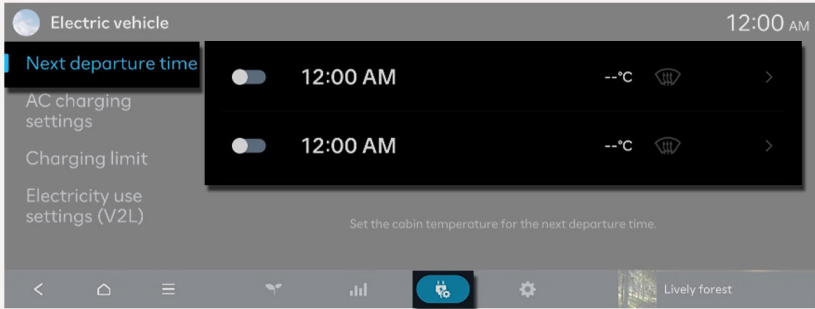 Electric vehicle
12:00 AM
Next departure time
12:00 AM
--°C
AC charging
settings
12:00 AM
--°C
Charging limit
Electricity use
settings (V2L)
Set the cabin temperature for the next departure time.
Lively forest